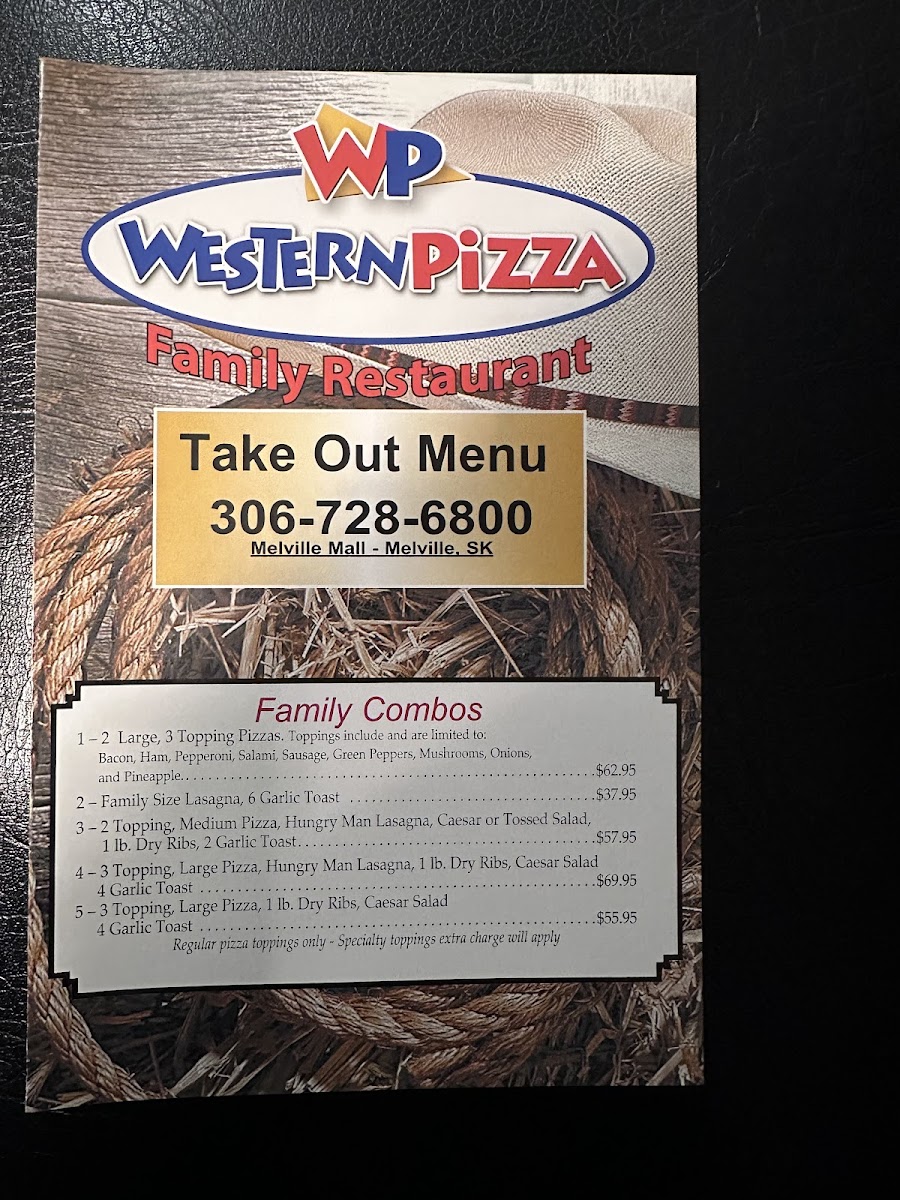 WP
WESTERN PiZZA
Family Restaurant
Take Out Menu
306-728-6800
Melville Mall - Melville, SK
Family Combos
1 – 2 Large, 3 Topping Pizzas. Toppings include and are limited to:
Bacon, Ham, Pepperoni, Salami, Sausage, Green Peppers, Mushrooms, Onions,
and Pineapple. . . . . . . . . . . . . . . . . . . . . . . . . . . . . . . . . . . . . . . . .$62.95
2 – Family Size Lasagna, 6 Garlic Toast . . . . . . . . . . . . . . . . . . . . . . . .$37.95
3 – 2 Topping, Medium Pizza, Hungry Man Lasagna, Caesar or Tossed Salad,
1 lb. Dry Ribs, 2 Garlic Toast. . . . . . . . . . . . . . . . . . . . . . . . . . . . . .$57.95
4 – 3 Topping, Large Pizza, Hungry Man Lasagna, 1 lb. Dry Ribs, Caesar Salad
4 Garlic Toast . . . . . . . . . . . . . . . . . . . . . . . . . . . . . . . . . . . . . . . .$69.95
5 – 3 Topping, Large Pizza, 1 lb. Dry Ribs, Caesar Salad
4 Garlic Toast . . . . . . . . . . . . . . . . . . . . . . . . . . . . . . . . . . . . . . . .$55.95
Regular pizza toppings only - Specialty toppings extra charge will apply